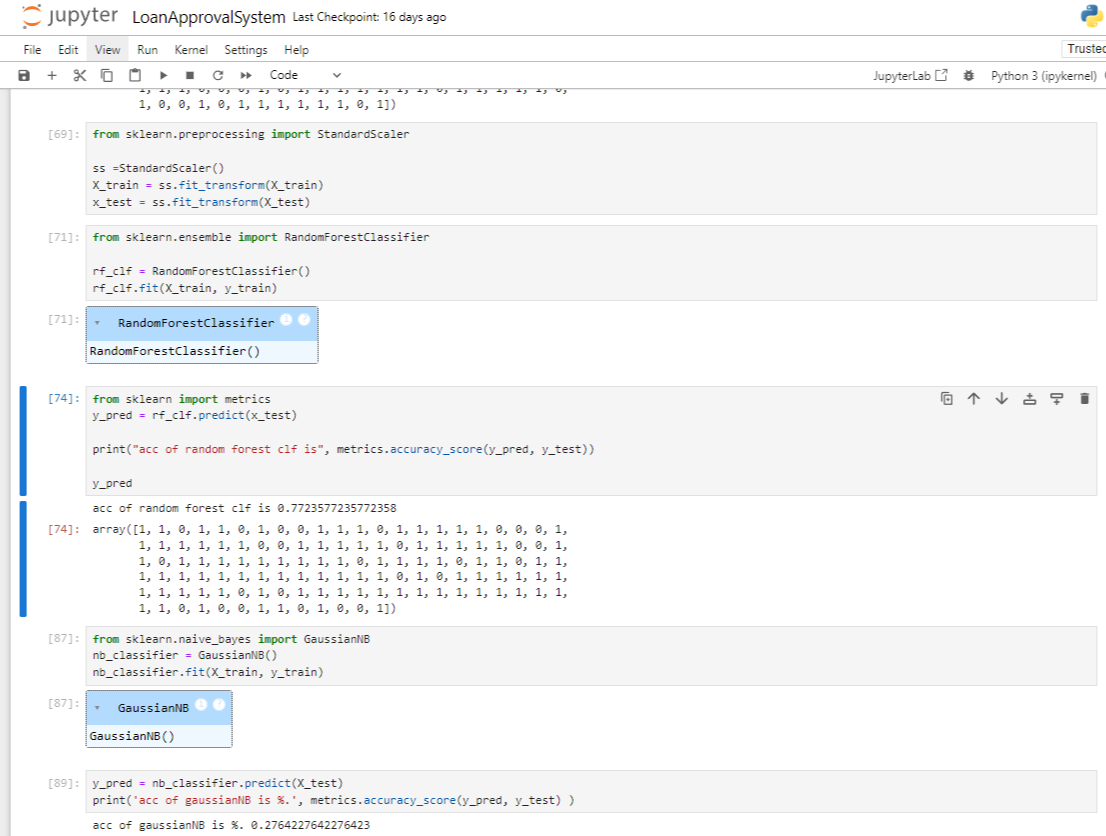 jupyter LoanApprovalSystem Last Checkpoint: 16 days ago
File Edit View Run Kernel Settings Help
Trusted
Code
JupyterLab
Python 3 (ipykernel)
1, 0, 0, 1, 0, 1, 1, 1, 1, 1, 1, 0, 1])
[69]:
from sklearn.preprocessing import StandardScaler
ss =StandardScaler()
X_train = ss.fit_transform(X_train)
x_test = ss.fit_transform(X_test)
[71]:
from sklearn.ensemble import RandomForestClassifier
rf_clf = RandomForestClassifier()
rf_clf.fit(X_train, y_train)
[71]:
RandomForestClassifier
RandomForestClassifier()
[74]:
from sklearn import metrics
y_pred = rf_clf.predict(x_test)
print("acc of random forest clf is", metrics.accuracy_score(y_pred, y_test))
y_pred
acc of random forest clf is 0.7723577235772358
[74]:
array([1, 1, 0, 1, 1, 0, 1, 0, 0, 1, 1, 1, 0, 1, 1, 1, 1, 1, 0, 0, 0, 1,
1, 1, 1, 1, 1, 1, 0, 0, 1, 1, 1, 1, 1, 0, 1, 1, 1, 1, 1, 0, 0, 1,
1, 0, 1, 1, 1, 1, 1, 1, 1, 1, 1, 0, 1, 1, 1, 1, 0, 1, 1, 0, 1, 1,
1, 1, 1, 1, 1, 1, 1, 1, 1, 1, 1, 1, 1, 0, 1, 0, 1, 1, 1, 1, 1, 1,
1, 1, 1, 1, 1, 0, 1, 0, 1, 1, 1, 1, 1, 1, 1, 1, 1, 1, 1, 1, 1, 1,
1, 1, 0, 1, 0, 0, 1, 1, 0, 1, 0, 0, 1])
[87]:
from sklearn.naive_bayes import GaussianNB
nb_classifier = GaussianNB()
nb_classifier.fit(X_train, y_train)
[87]:
GaussianNB
GaussianNB()
[89]:
y_pred = nb_classifier.predict(X_test)
print('acc of gaussianNB is %.', metrics.accuracy_score(y_pred, y_test) )
acc of gaussianNB is %. 0.2764227642276423